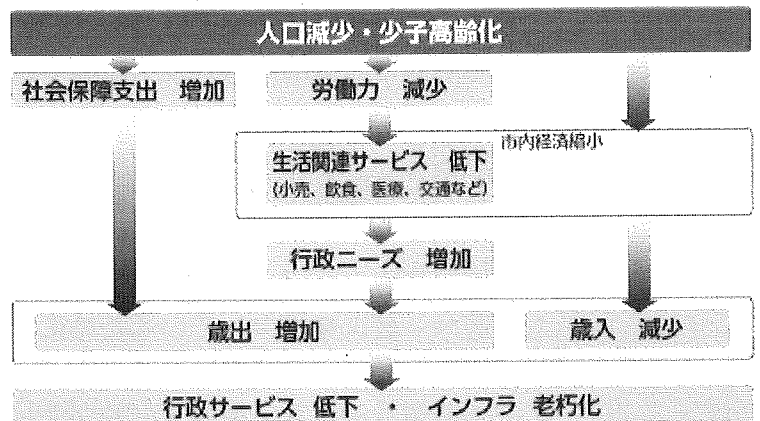 人口減少・少子高齢化
社会保障支出 増加
労働力 減少
市内経済縮小
生活関連サービス 低下
(小売、飲食、医療、交通など)
行政ニーズ 増加
歳出 増加
歳入 減少
行政サービス 低下 ・ インフラ 老朽化